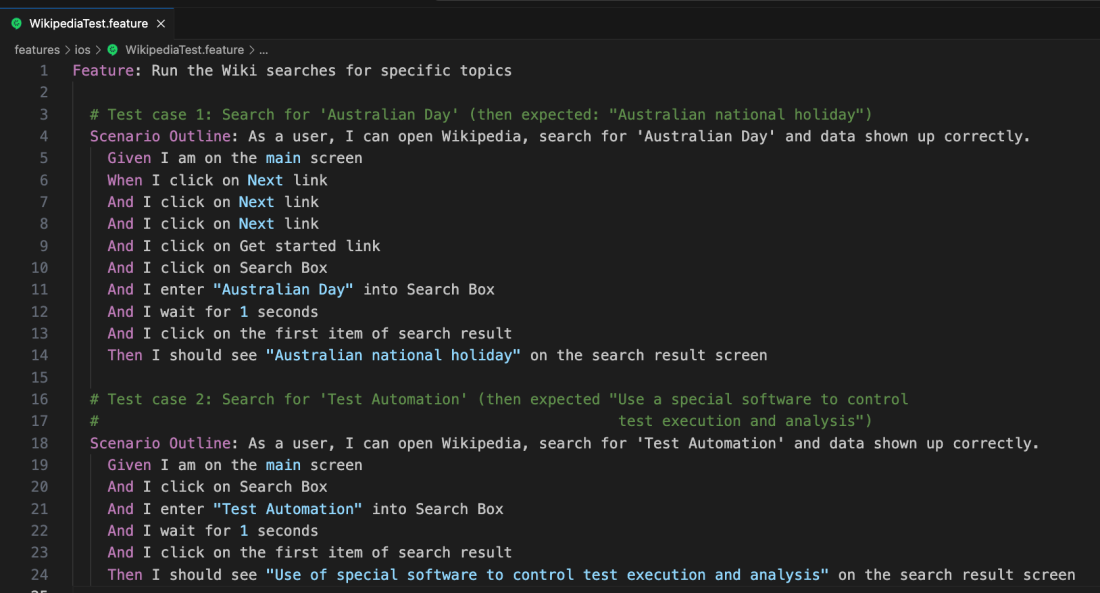 WikipediaTest.feature ×
features > ios > WikipediaTest.feature > ...
1 Feature: Run the Wiki searches for specific topics
2
3 # Test case 1: Search for 'Australian Day' (then expected: "Australian national holiday")
4 Scenario Outline: As a user, I can open Wikipedia, search for 'Australian Day' and data shown up correctly.
5 Given I am on the main screen
6 When I click on Next link
7 And I click on Next link
8 And I click on Next link
9 And I click on Get started link
10 And I click on Search Box
11 And I enter "Australian Day" into Search Box
12 And I wait for 1 seconds
13 And I click on the first item of search result
14 Then I should see "Australian national holiday" on the search result screen
15
16 # Test case 2: Search for 'Test Automation' (then expected "Use a special software to control
17 # test execution and analysis")
18 Scenario Outline: As a user, I can open Wikipedia, search for 'Test Automation' and data shown up correctly.
19 Given I am on the main screen
20 And I click on Search Box
21 And I enter "Test Automation" into Search Box
22 And I wait for 1 seconds
23 And I click on the first item of search result
24 Then I should see "Use of special software to control test execution and analysis" on the search result screen